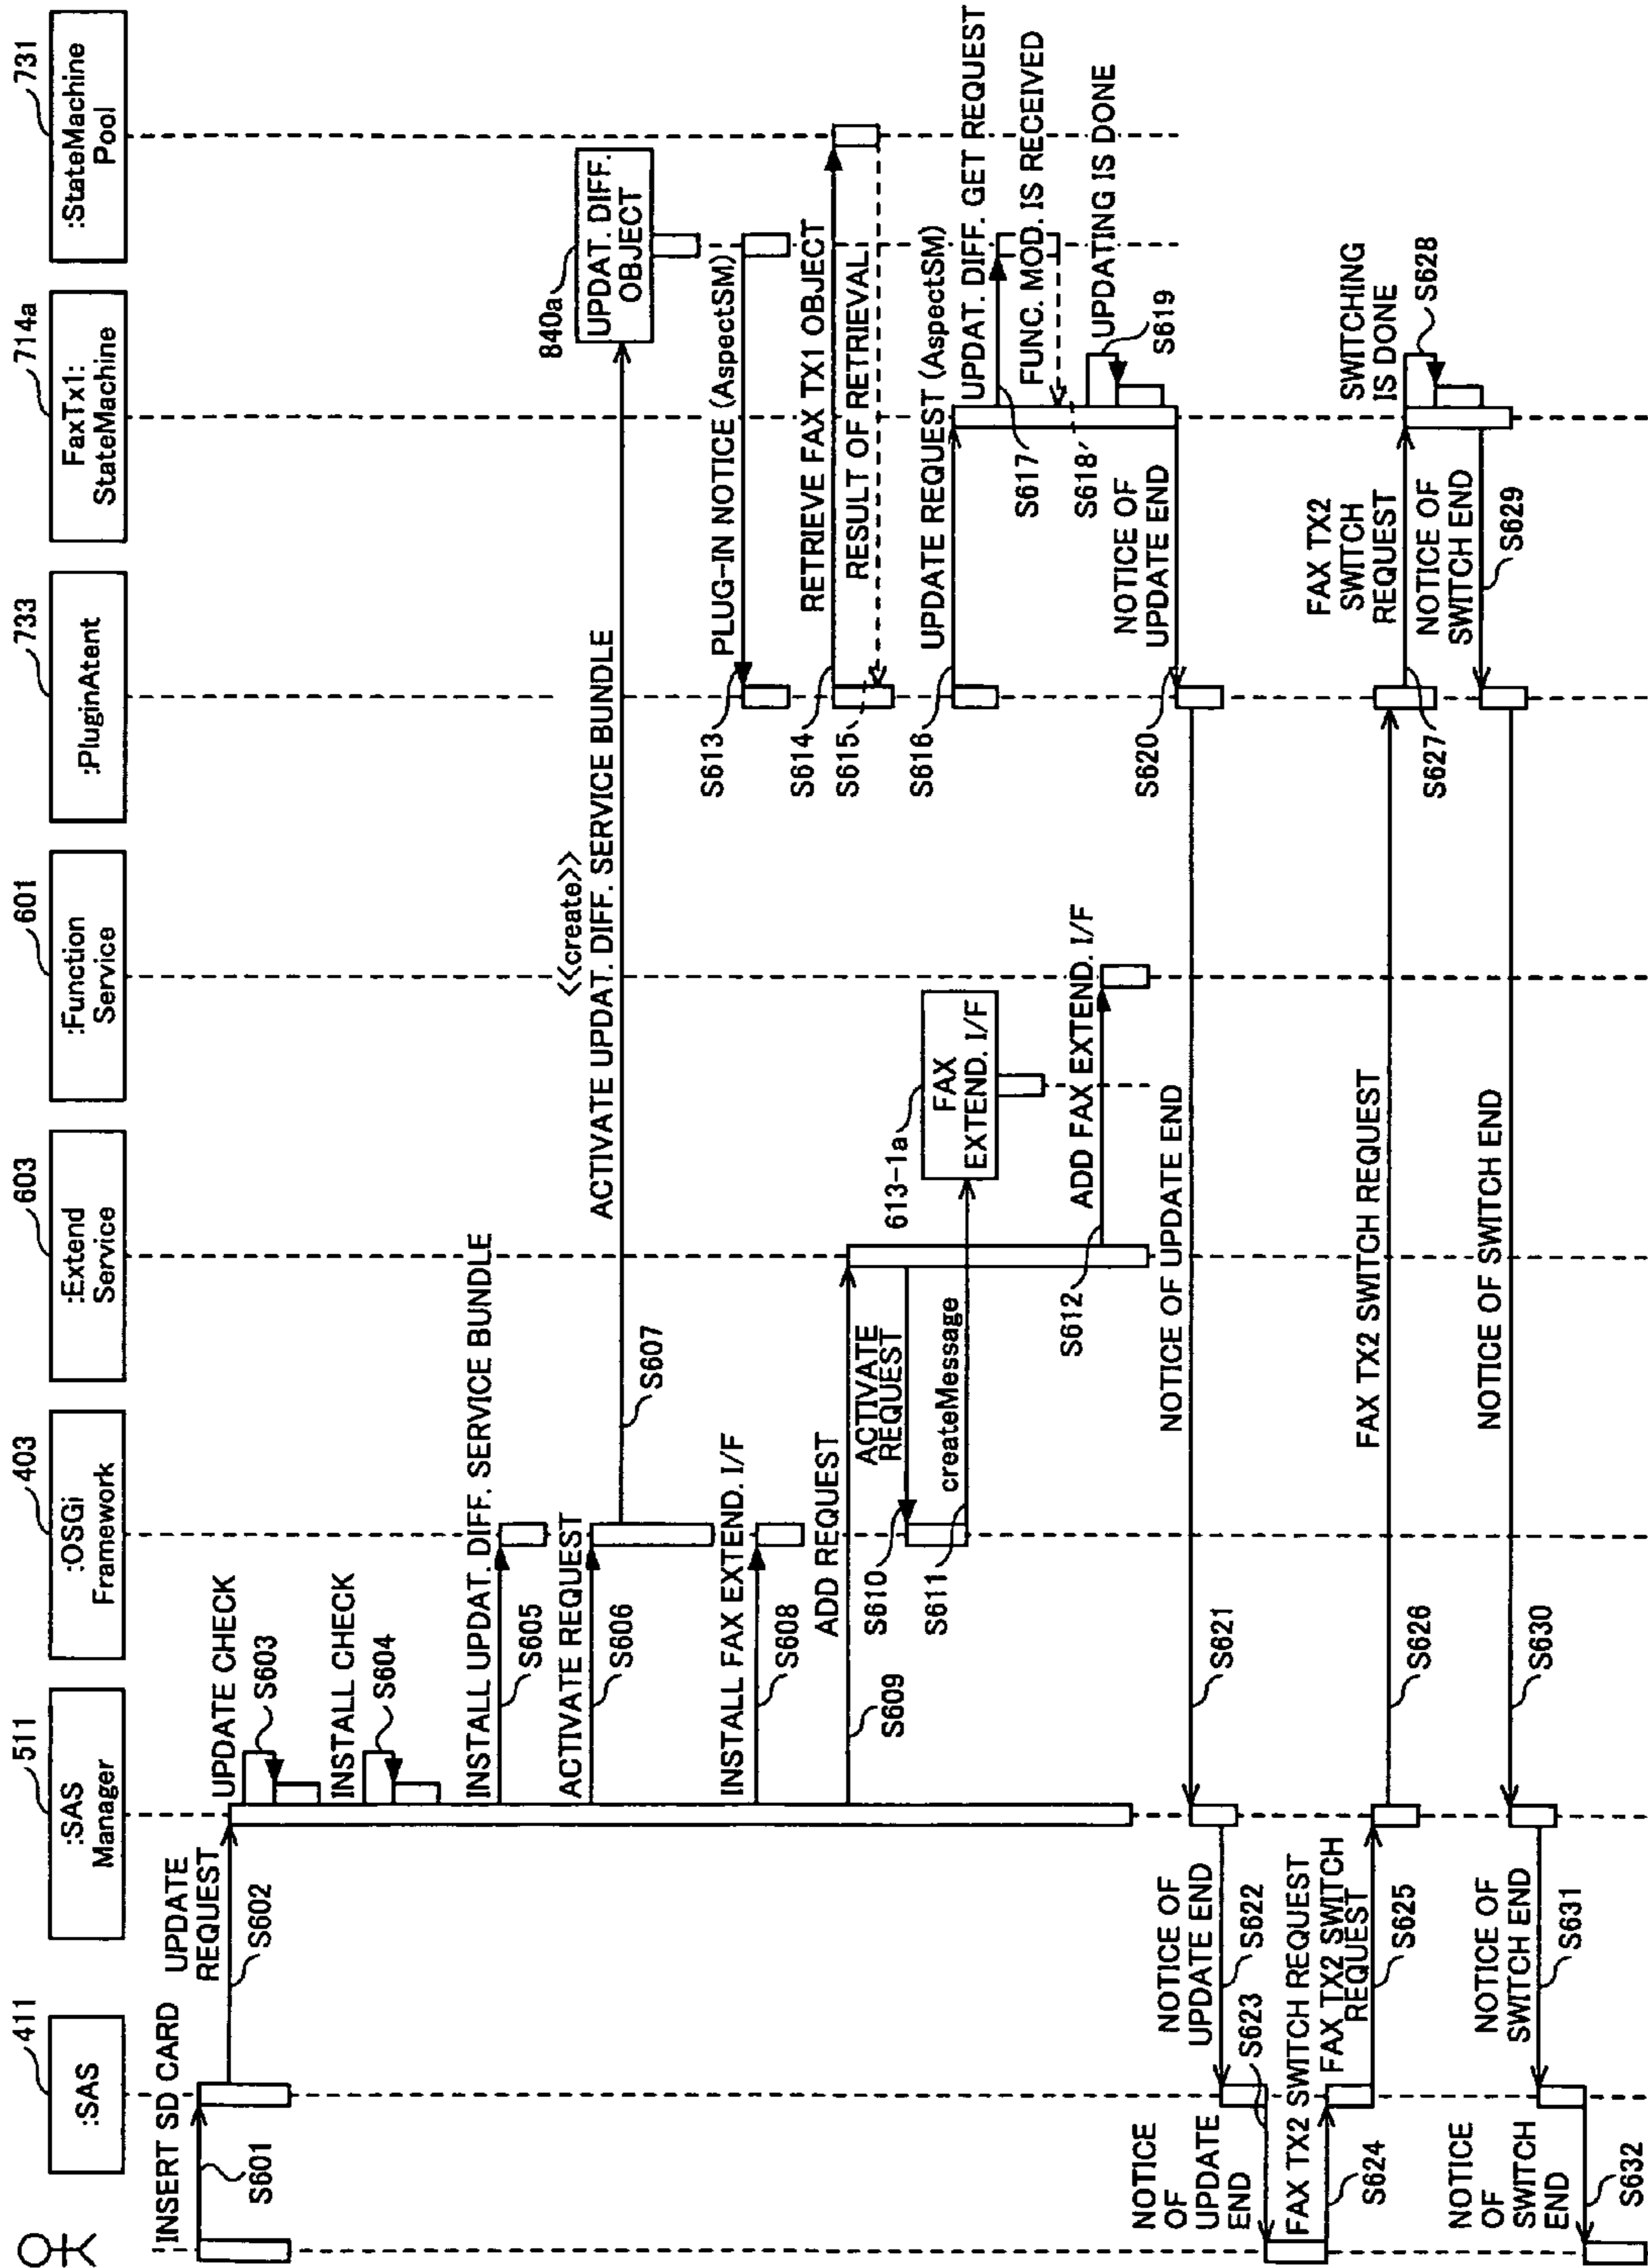 411
:SAS
511
:SAS
Manager
403
:OSGi
Framework
603
:Extend
Service
601
:Function
Service
733
:PluginAtent
714a
FaxTx1:
StateMachine
731
:StateMachine
Pool
INSERT SD CARD
S601
UPDATE
REQUEST
S602
UPDATE CHECK
S603
INSTALL CHECK
S604
INSTALL UPDAT. DIFF. SERVICE BUNDLE
S605
ACTIVATE REQUEST
S606
<<create>>
ACTIVATE UPDAT. DIFF. SERVICE BUNDLE
S607
840a
UPDAT. DIFF.
OBJECT
INSTALL FAX EXTEND. I/F
S608
PLUG-IN NOTICE (AspectSM)
S613
ADD REQUEST
S609
RETRIEVE FAX TX1 OBJECT
S614
RESULT OF RETRIEVAL
S615
ACTIVATE
REQUEST
S610
createMessage
S611
613-1a
FAX
EXTEND. I/F
UPDATE REQUEST (AspectSM)
S616
UPDAT. DIFF. GET REQUEST
S617
FUNC. MOD. IS RECEIVED
S618
ADD FAX EXTEND. I/F
S612
UPDATING IS DONE
S619
NOTICE OF
UPDATE END
S620
NOTICE OF UPDATE END
S621
NOTICE OF
UPDATE END
S622
NOTICE
OF
UPDATE
END
S623
FAX TX2 SWITCH REQUEST
S624
FAX TX2 SWITCH
REQUEST
S625
FAX TX2 SWITCH REQUEST
S626
FAX TX2
SWITCH
REQUEST
S627
SWITCHING
IS DONE
S628
NOTICE OF
SWITCH END
S629
NOTICE OF SWITCH END
S630
NOTICE OF
SWITCH END
S631
NOTICE
OF
SWITCH
END
S632